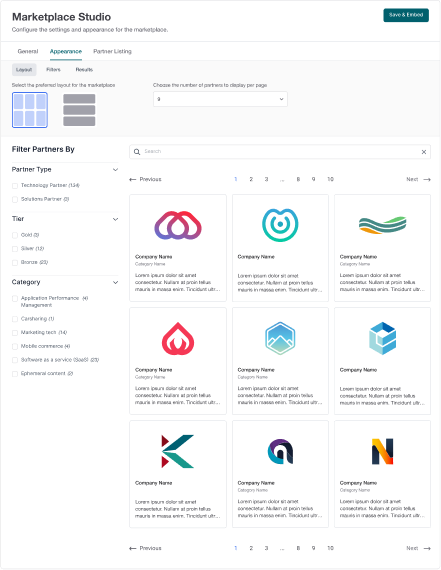 Marketplace Studio
Save & Embed
Configure the settings and appearance for the marketplace.
General Appearance Partner Listing
Layout Filters Results
Select the preferred layout for the marketplace
Choose the number of partners to display per page
9
Filter Partners By
Search
Partner Type
Technology Partner (134)
Solutions Partner (3)
Tier
Gold (5)
Silver (13)
Bronze (25)
Category
Application Performance (4)
Management
Carsharing (1)
Marketing tech (14)
Mobile commerce (4)
Software as a service (SaaS) (23)
Ephemeral content (2)
← Previous 1 2 3 ... 8 9 10 Next →
Company Name
Category Name
Lorem ipsum dolor sit amet
consectetur. Nullam at proin tellus
mauris in massa enim. Tincidunt ultr...
Company Name
Lorem ipsum dolor sit amet
consectetur. Nullam at proin tellus
mauris in massa enim. Tincidunt ultr...
Company Name
Category Name
Lorem ipsum dolor sit amet
consectetur. Nullam at proin tellus
mauris in massa enim. Tincidunt ultr...
Company Name
Category Name
Lorem ipsum dolor sit amet
consectetur. Nullam at proin tellus
mauris in massa enim. Tincidunt ultr...
Company Name
Category Name
Lorem ipsum dolor sit amet
consectetur. Nullam at proin tellus
mauris in massa enim. Tincidunt ultr...
Company Name
Lorem ipsum dolor sit amet
consectetur. Nullam at proin tellus
mauris in massa enim. Tincidunt ultr...
Company Name
Lorem ipsum dolor sit amet
consectetur. Nullam at proin tellus
mauris in massa enim. Tincidunt ultr...
Company Name
Category Name
Lorem ipsum dolor sit amet
consectetur. Nullam at proin tellus
mauris in massa enim. Tincidunt ultr...
Company Name
Category Name
Lorem ipsum dolor sit amet
consectetur. Nullam at proin tellus
mauris in massa enim. Tincidunt ultr...
← Previous 1 2 3 ... 8 9 10 Next →